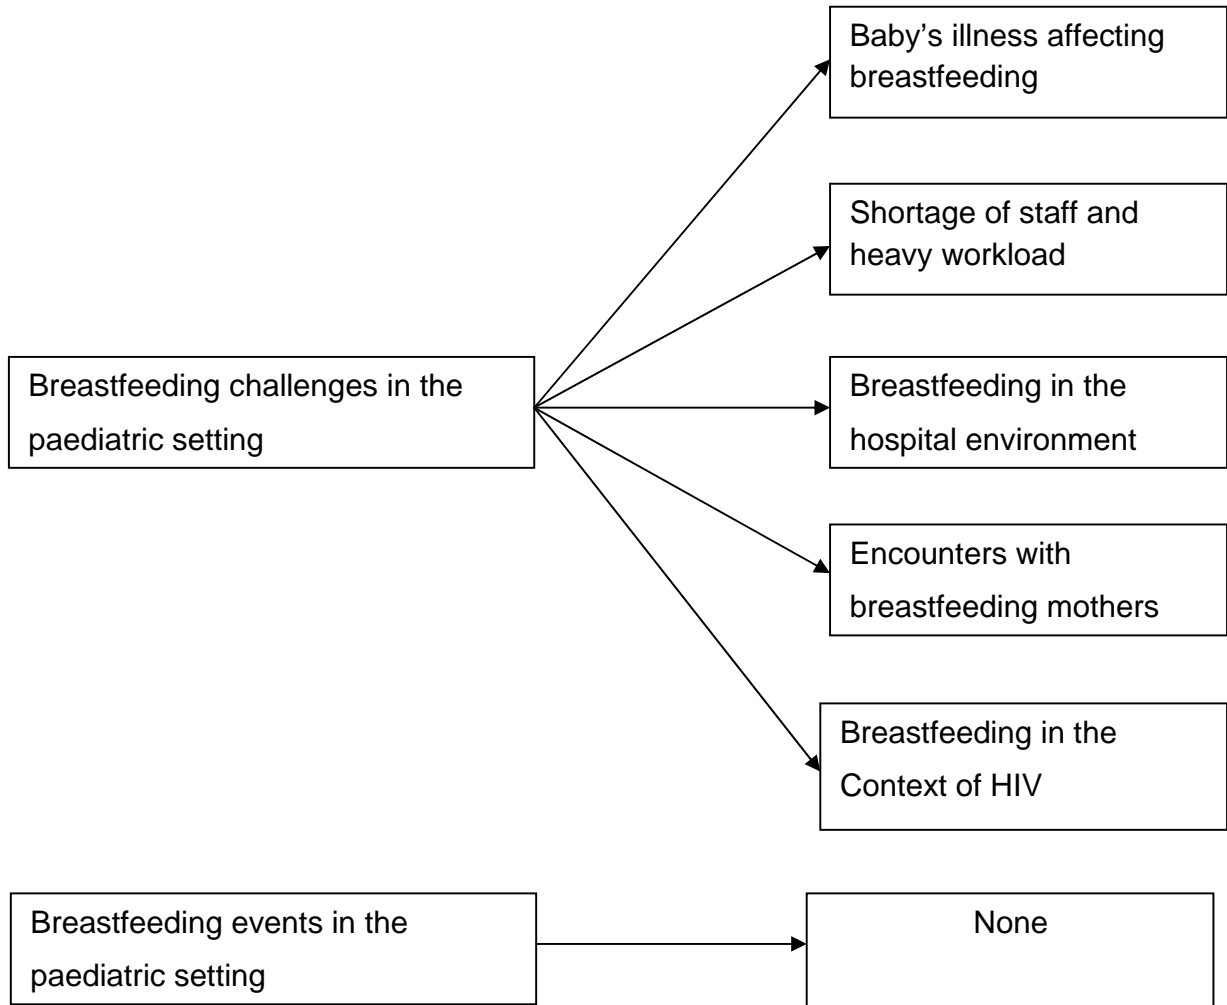 Baby’s illness affecting
breastfeeding
Shortage of staff and
heavy workload
Breastfeeding challenges in the
paediatric setting
Breastfeeding in the
hospital environment
Encounters with
breastfeeding mothers
Breastfeeding in the
Context of HIV
Breastfeeding events in the
paediatric setting
None